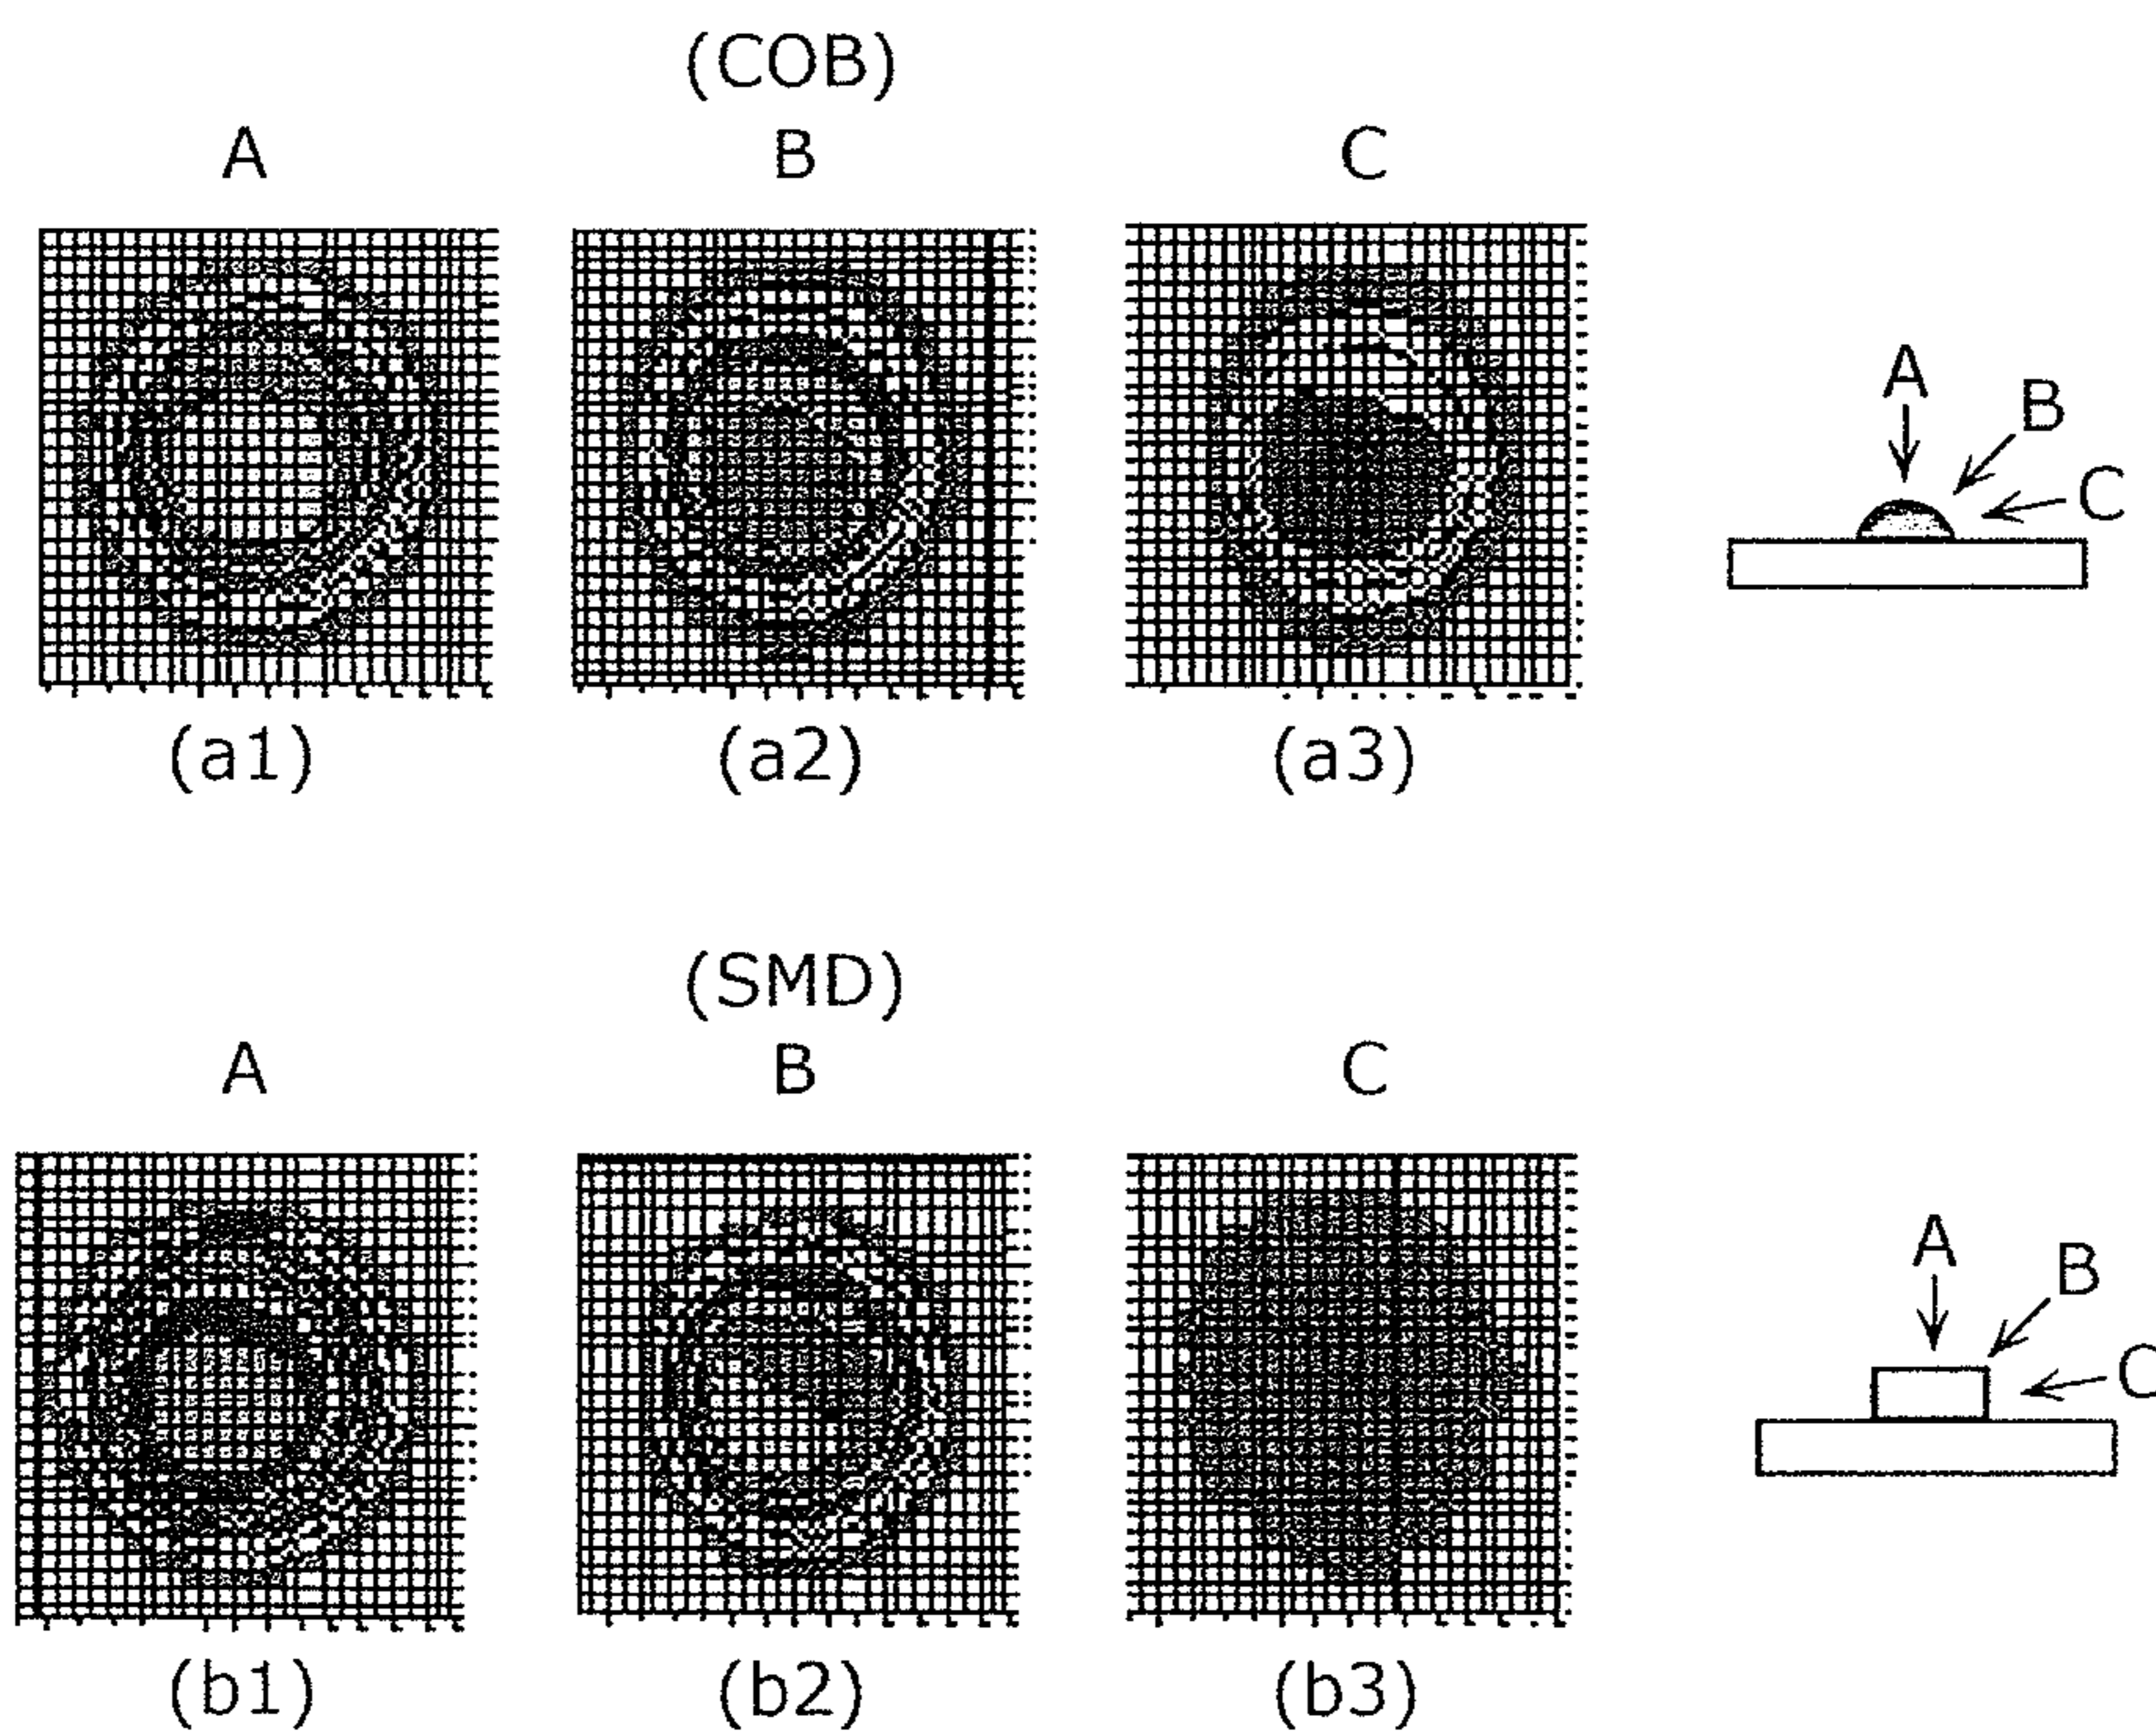 (COB)
A B C
(a1) (a2) (a3)
A
B
C
(SMD)
A B C
(b1) (b2) (b3)
A
B
C